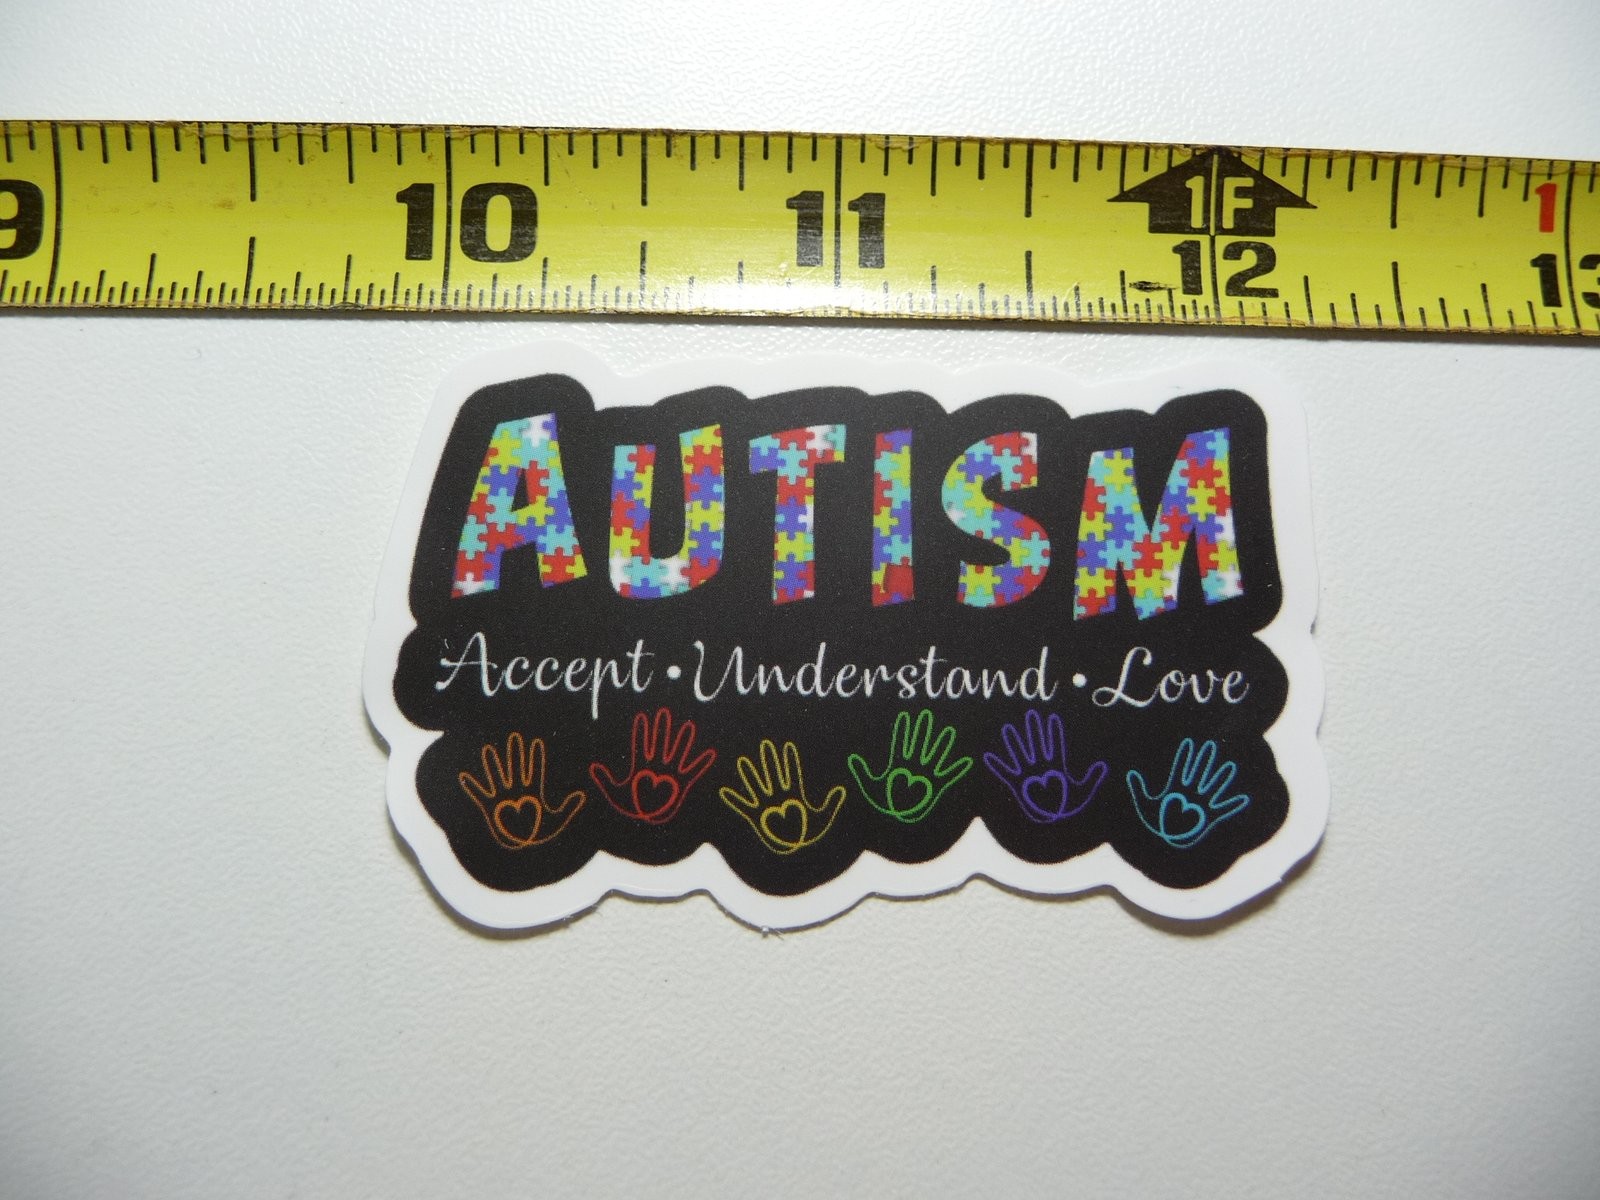 9 10 11 12 1
1F 13
AUTISM
Accept • Understand • Love